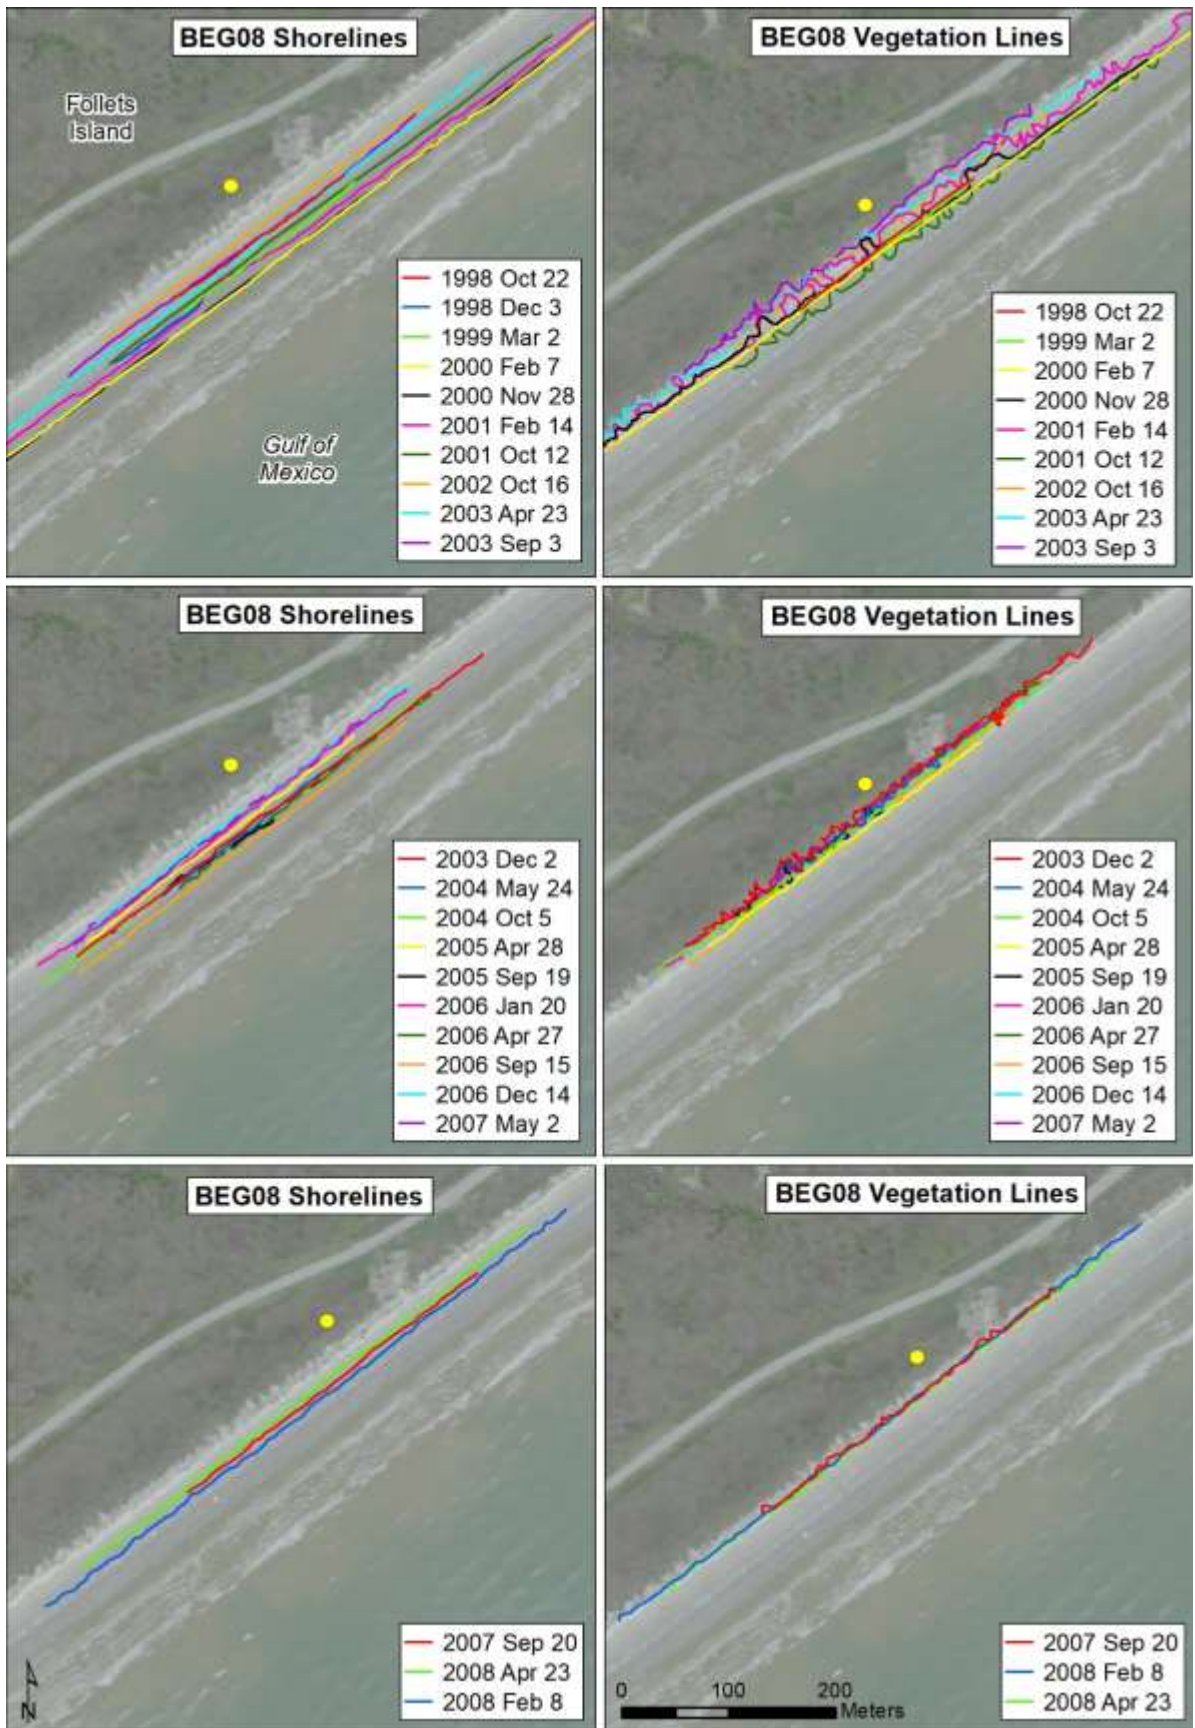 BEG08 Shorelines
Follets
Island
Gulf of
Mexico
1998 Oct 22
1998 Dec 3
1999 Mar 2
2000 Feb 7
2000 Nov 28
2001 Feb 14
2001 Oct 12
2002 Oct 16
2003 Apr 23
2003 Sep 3
BEG08 Vegetation Lines
1998 Oct 22
1999 Mar 2
2000 Feb 7
2000 Nov 28
2001 Feb 14
2001 Oct 12
2002 Oct 16
2003 Apr 23
2003 Sep 3
BEG08 Shorelines
2003 Dec 2
2004 May 24
2004 Oct 5
2005 Apr 28
2005 Sep 19
2006 Jan 20
2006 Apr 27
2006 Sep 15
2006 Dec 14
2007 May 2
BEG08 Vegetation Lines
2003 Dec 2
2004 May 24
2004 Oct 5
2005 Apr 28
2005 Sep 19
2006 Jan 20
2006 Apr 27
2006 Sep 15
2006 Dec 14
2007 May 2
BEG08 Shorelines
2007 Sep 20
2008 Apr 23
2008 Feb 8
N
BEG08 Vegetation Lines
2007 Sep 20
2008 Feb 8
2008 Apr 23
0 100 200
Meters